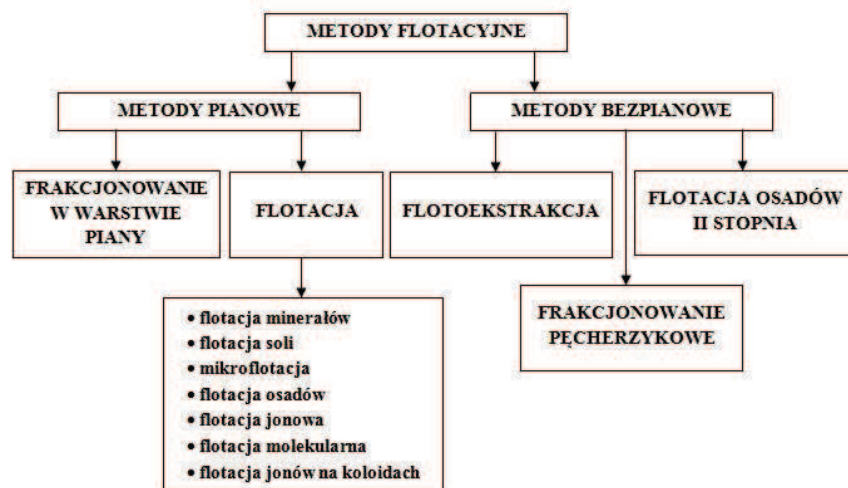 METODY FLOTACYJNE
METODY PIANOWE
METODY BEZPIANOWE
FRAKCJONOWANIE
W WARSTWIE
PIANY
FLOTACJA
FLOTOEKSTRAKCJA
FLOTACJA OSADÓW
II STOPNIA
FRAKCJONOWANIE
PĘCHERZYKOWE
• flotacja minerałów
• flotacja soli
• mikroflotacja
• flotacja osadów
• flotacja jonowa
• flotacja molekularna
• flotacja jonów na koloidach